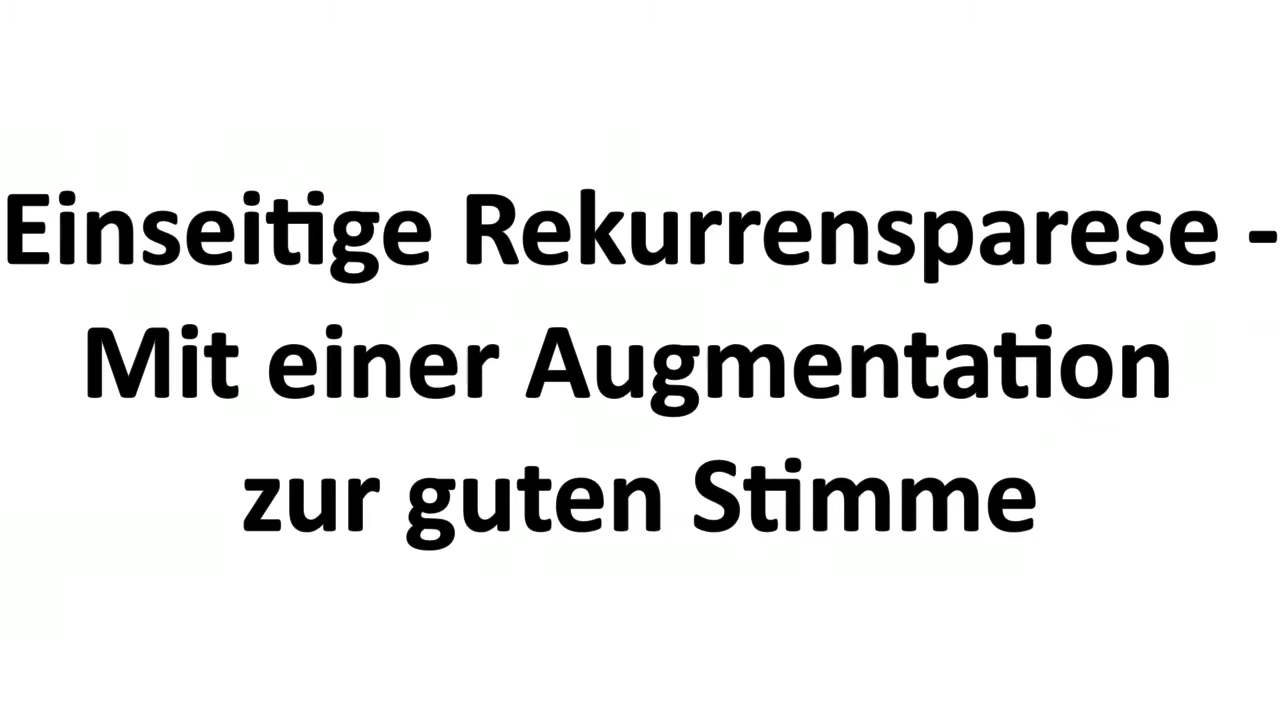 Einseitige Rekurrensparese -
Mit einer Augmentation
zur guten Stimme